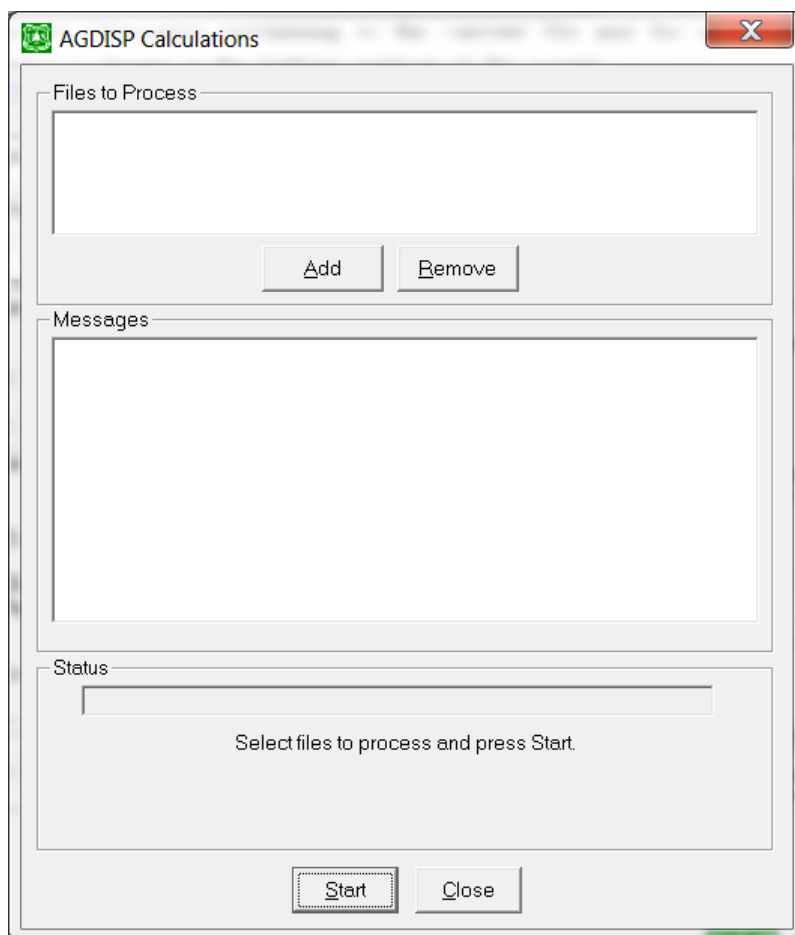 AGDISP Calculations
Files to Process
Add Remove
Messages
Status
Select files to process and press Start.
Start Close